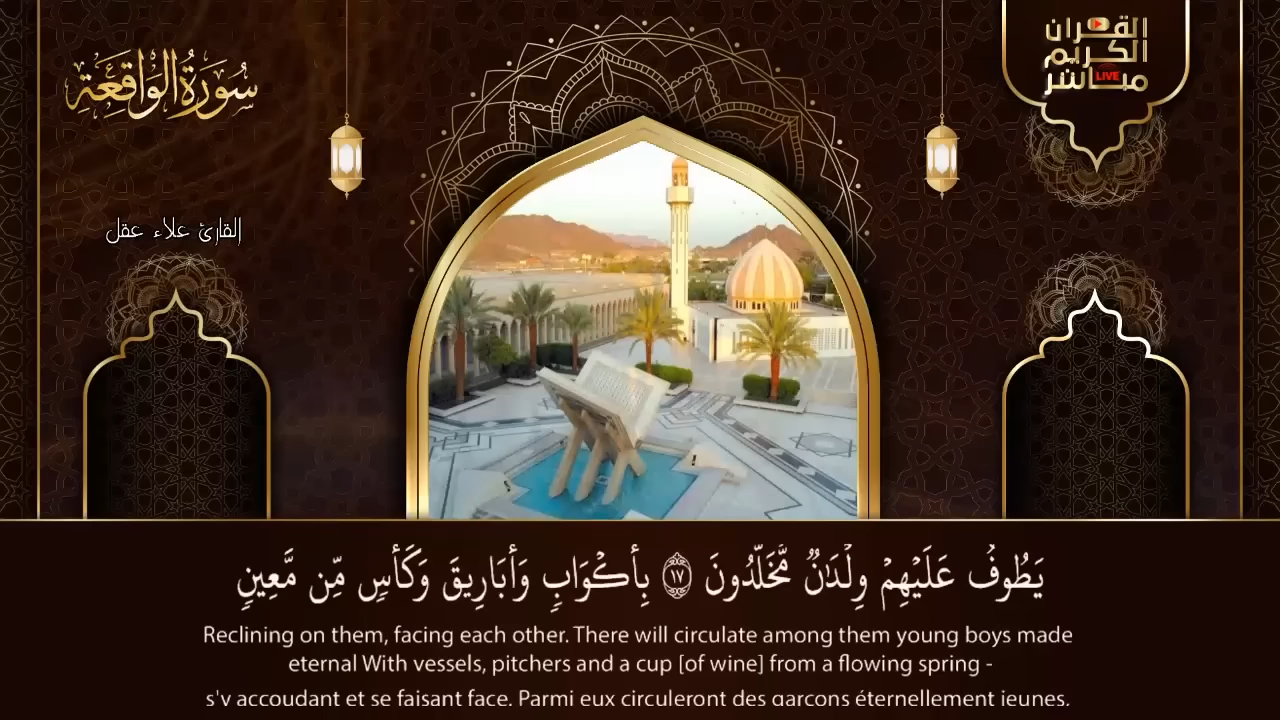 سُورَةُ الْوَاقِعَة
القرآن
الكريم
مباشر
LIVE
القارئ علاء عقل
يَطُوفُ عَلَيْهِمْ وِلْدَٰنٌ مُّخَلَّدُونَ ۝١٧ بِأَكْوَابٍ وَأَبَارِيقَ وَكَأْسٍ مِّن مَّعِينٍ
Reclining on them, facing each other. There will circulate among them young boys made
eternal With vessels, pitchers and a cup [of wine] from a flowing spring -
s'y accoudant et se faisant face. Parmi eux circuleront des garçons éternellement jeunes,